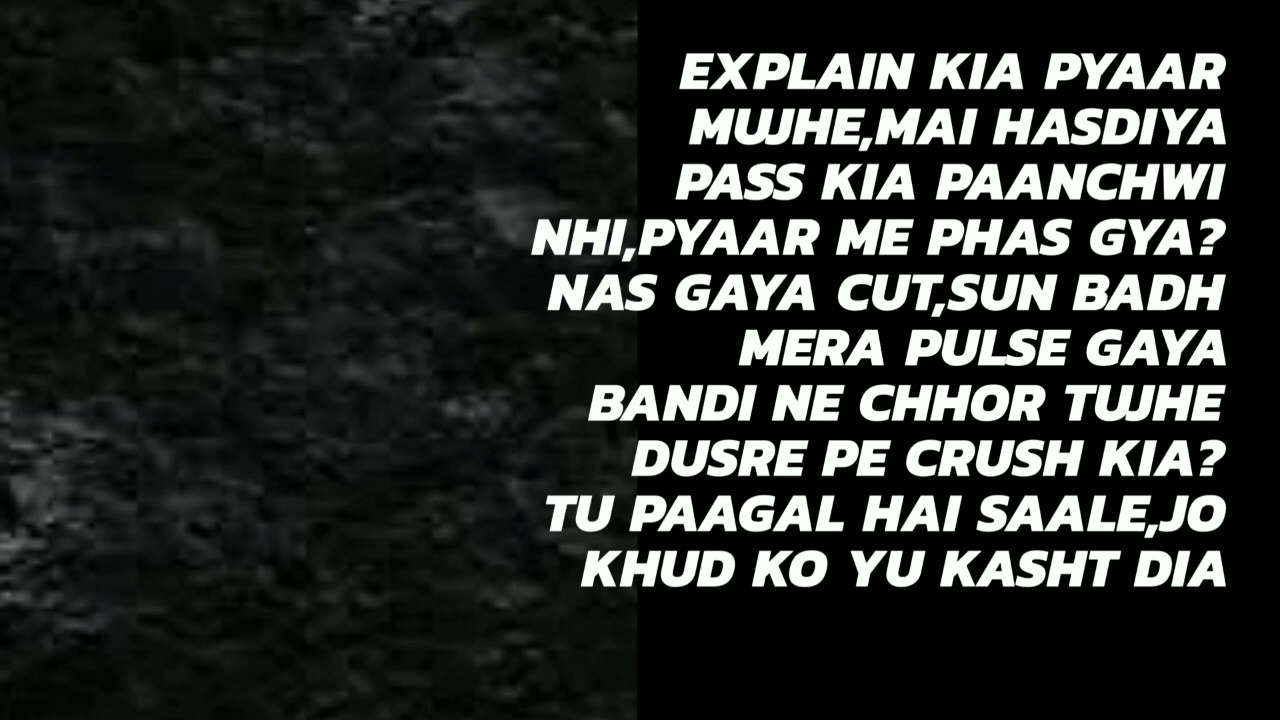 EXPLAIN KIA PYAAR
MUJHE,MAI HASDIYA
PASS KIA PAANCHWI
NHI,PYAAR ME PHAS GYA?
NAS GAYA CUT,SUN BADH
MERA PULSE GAYA
BANDI NE CHHOR TUJHE
DUSRE PE CRUSH KIA?
TU PAAGAL HAI SAALE,JO
KHUD KO YU KASHT DIA